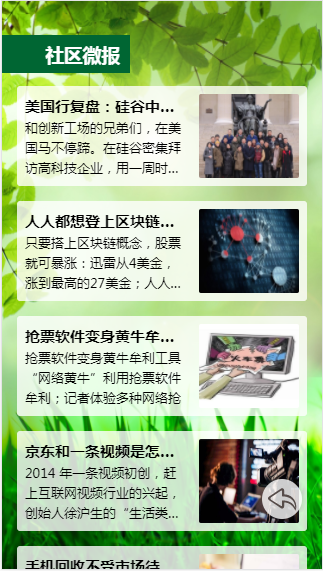 社区微报
美国行复盘：硅谷中...
和创新工场的兄弟们，在美
国马不停蹄。在硅谷密集拜
访高科技企业，用一周时...
人人都想登上区块链...
只要搭上区块链概念，股票
就可暴涨：迅雷从4美金，
涨到最高的27美金；人人...
抢票软件变身黄牛牟...
抢票软件变身黄牛牟利工具
“网络黄牛”利用抢票软件
牟利；记者体验多种网络抢
火车票
京东和一条视频是怎...
2014 年一条视频初创，赶
上互联网视频行业的兴起，
创始人徐沪生的“生活类...
手机回收不受市场待...